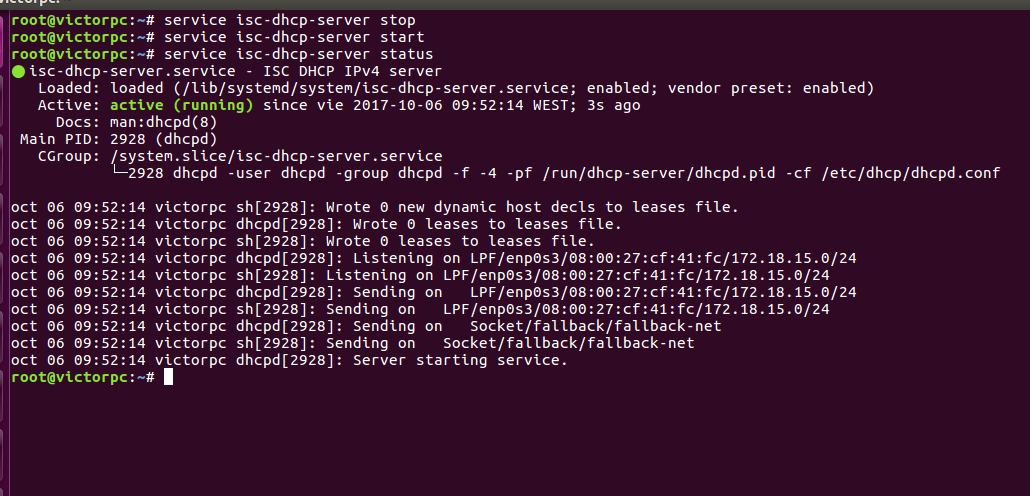 root@victorpc:~# service isc-dhcp-server stop
root@victorpc:~# service isc-dhcp-server start
root@victorpc:~# service isc-dhcp-server status
● isc-dhcp-server.service - ISC DHCP IPv4 server
   Loaded: loaded (/lib/systemd/system/isc-dhcp-server.service; enabled; vendor preset: enabled)
   Active: active (running) since vie 2017-10-06 09:52:14 WEST; 3s ago
     Docs: man:dhcpd(8)
 Main PID: 2928 (dhcpd)
   CGroup: /system.slice/isc-dhcp-server.service
           └─2928 dhcpd -user dhcpd -group dhcpd -f -4 -pf /run/dhcp-server/dhcpd.pid -cf /etc/dhcp/dhcpd.conf
oct 06 09:52:14 victorpc sh[2928]: Wrote 0 new dynamic host decls to leases file.
oct 06 09:52:14 victorpc dhcpd[2928]: Wrote 0 leases to leases file.
oct 06 09:52:14 victorpc sh[2928]: Wrote 0 leases to leases file.
oct 06 09:52:14 victorpc dhcpd[2928]: Listening on LPF/enp0s3/08:00:27:cf:41:fc/172.18.15.0/24
oct 06 09:52:14 victorpc sh[2928]: Listening on LPF/enp0s3/08:00:27:cf:41:fc/172.18.15.0/24
oct 06 09:52:14 victorpc dhcpd[2928]: Sending on   LPF/enp0s3/08:00:27:cf:41:fc/172.18.15.0/24
oct 06 09:52:14 victorpc sh[2928]: Sending on   LPF/enp0s3/08:00:27:cf:41:fc/172.18.15.0/24
oct 06 09:52:14 victorpc dhcpd[2928]: Sending on   Socket/fallback/fallback-net
oct 06 09:52:14 victorpc sh[2928]: Sending on   Socket/fallback/fallback-net
oct 06 09:52:14 victorpc dhcpd[2928]: Server starting service.
root@victorpc:~#